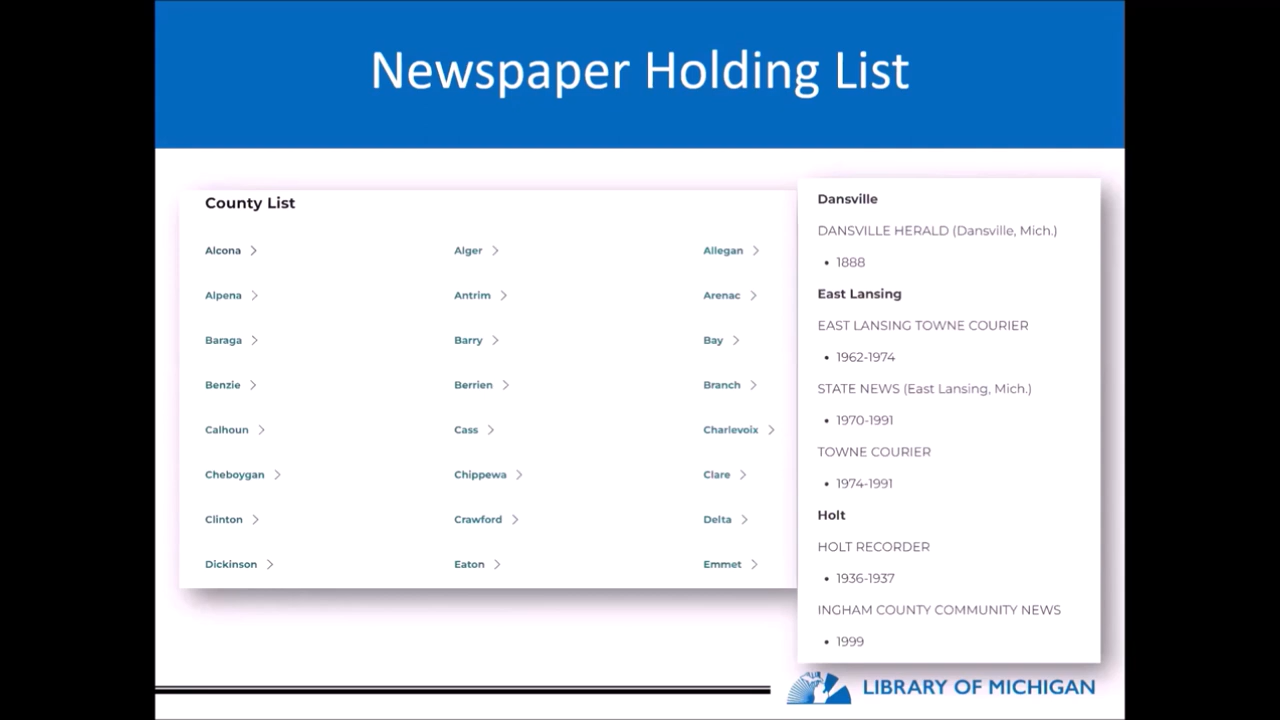 Newspaper Holding List
County List
Alcona
Alger
Allegan
Alpena
Antrim
Arenac
Baraga
Barry
Bay
Benzie
Berrien
Branch
Calhoun
Cass
Charlevoix
Cheboygan
Chippewa
Clare
Clinton
Crawford
Delta
Dickinson
Eaton
Emmet
Dansville
DANSVILLE HERALD (Dansville, Mich.)
• 1888
East Lansing
EAST LANSING TOWNE COURIER
• 1962-1974
STATE NEWS (East Lansing, Mich.)
• 1970-1991
TOWNE COURIER
• 1974-1991
Holt
HOLT RECORDER
• 1936-1937
INGHAM COUNTY COMMUNITY NEWS
• 1999
LIBRARY OF MICHIGAN